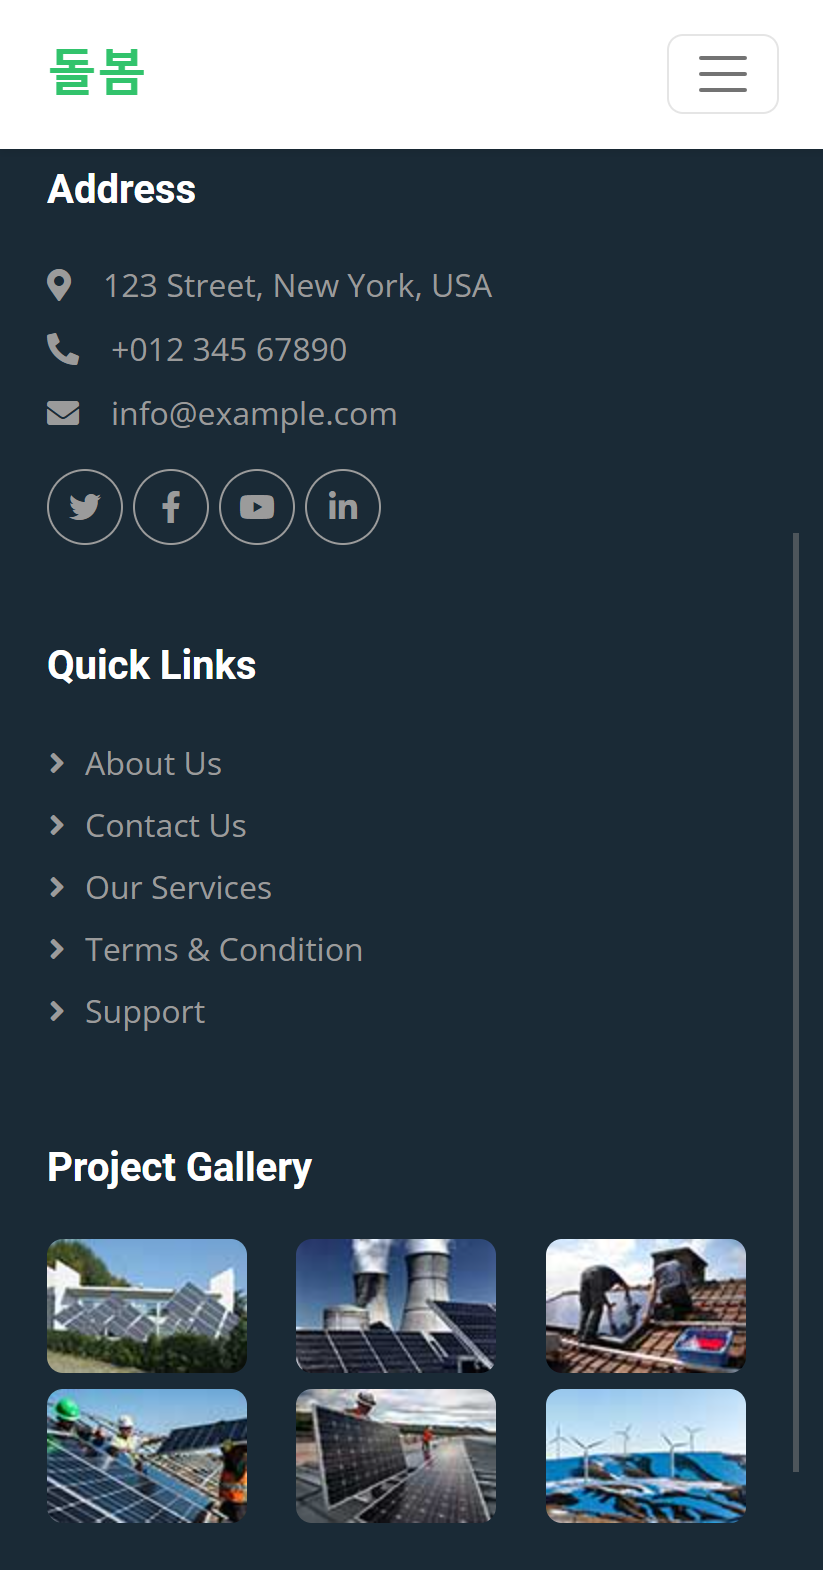 돌봄
Address
123 Street, New York, USA
+012 345 67890
info@example.com
Quick Links
About Us
Contact Us
Our Services
Terms & Condition
Support
Project Gallery